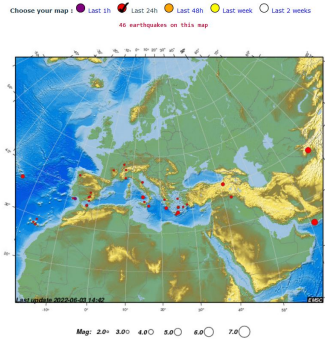 Choose your map : Last 1h Last 24h Last 48h Last week Last 2 weeks
46 earthquakes on this map
Last update 2022-06-03 14:42
EMSC
Mag: 2.0 3.0 4.0 5.0 6.0 7.0